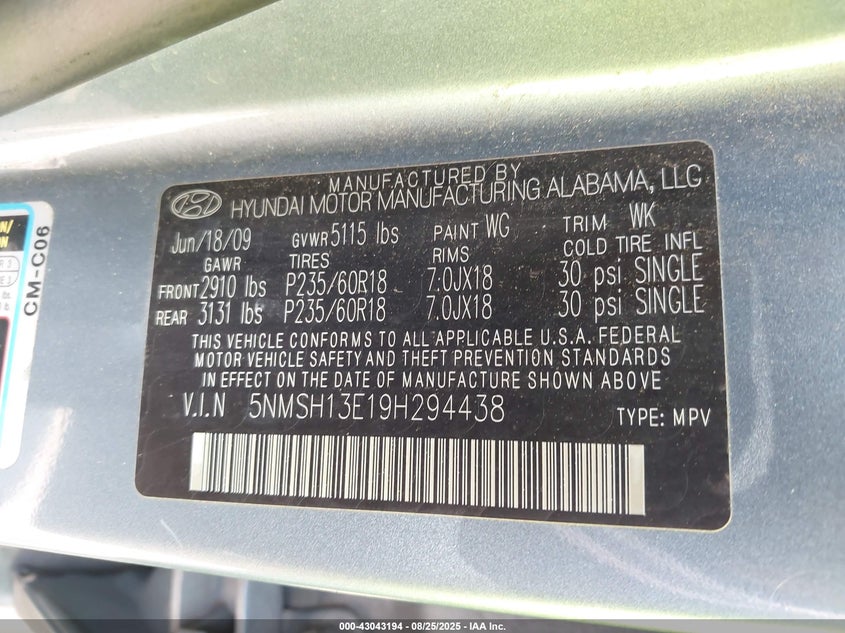 MANUFACTURED BY
HYUNDAI MOTOR MANUFACTURING ALABAMA, LLC
Jun/18/09 GVWR 5115 lbs PAINT WG TRIM WK
GAWR TIRES RIMS COLD TIRE INFL
FRONT 2910 lbs P235/60R18 7.0JX18 30 psi SINGLE
REAR 3131 lbs P235/60R18 7.0JX18 30 psi SINGLE
THIS VEHICLE CONFORMS TO ALL APPLICABLE U.S.A. FEDERAL
MOTOR VEHICLE SAFETY AND THEFT PREVENTION STANDARDS
IN EFFECT ON THE DATE OF MANUFACTURE SHOWN ABOVE
V.I.N 5NMSH13E19H294438 TYPE: MPV
CM-C06
000-43043194 - 08/25/2025 - IAA Inc.